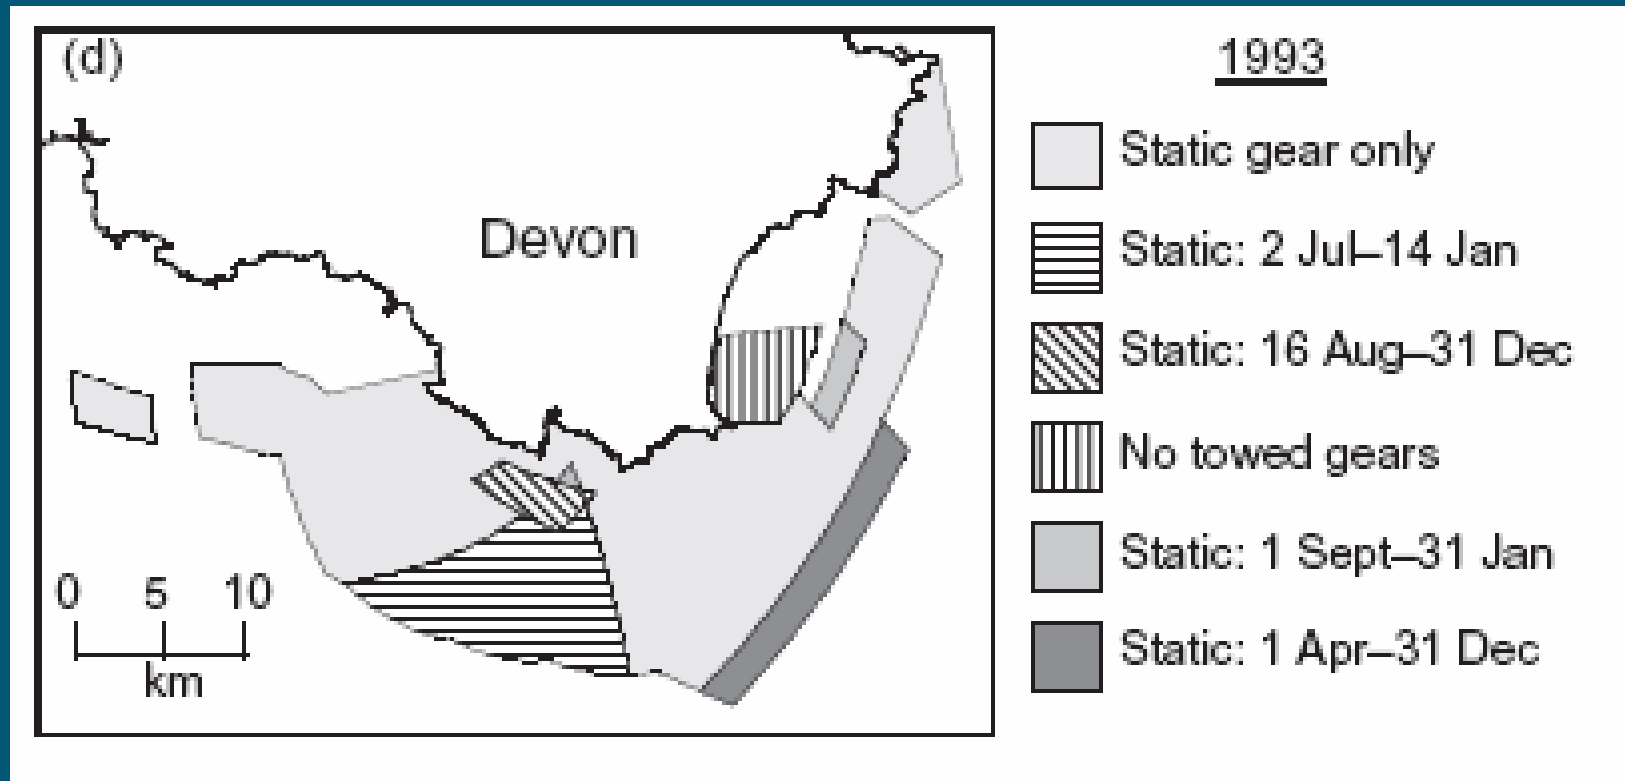 (d)
Devon
0 5 10
km
1993
Static gear only
Static: 2 Jul–14 Jan
Static: 16 Aug–31 Dec
No towed gears
Static: 1 Sept–31 Jan
Static: 1 Apr–31 Dec